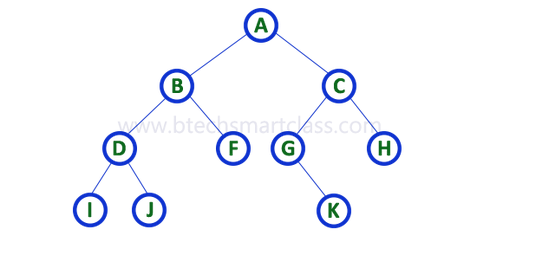 A
B C
www.btechsmartclass.com
D F G H
I J K